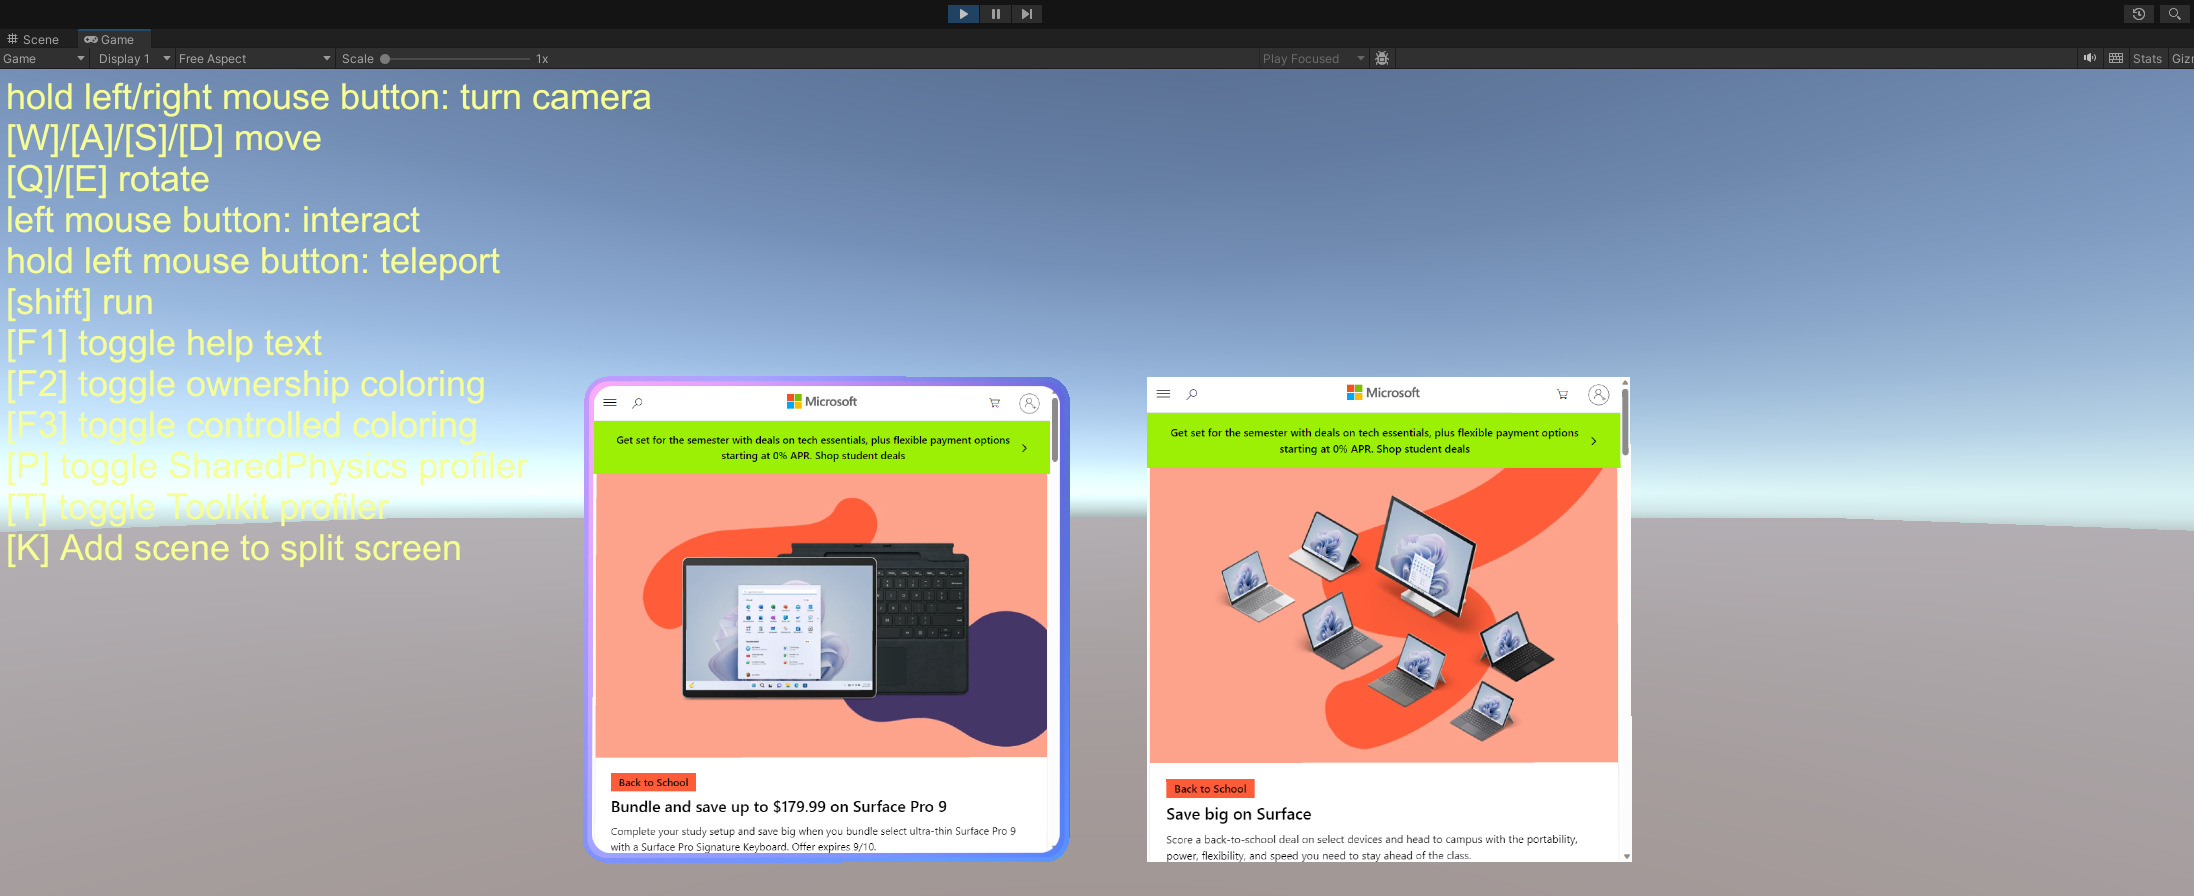 Scene Game
Game Display 1 Free Aspect Scale 1x Play Focused Stats Giz
hold left/right mouse button: turn camera
[W]/[A]/[S]/[D] move
[Q]/[E] rotate
left mouse button: interact
hold left mouse button: teleport
[shift] run
[F1] toggle help text
[F2] toggle ownership coloring
[F3] toggle controlled coloring
[P] toggle SharedPhysics profiler
[T] toggle Toolkit profiler
[K] Add scene to split screen
Microsoft
Get set for the semester with deals on tech essentials, plus flexible payment options
starting at 0% APR. Shop student deals
Back to School
Bundle and save up to $179.99 on Surface Pro 9
Complete your study setup and save big when you bundle select ultra-thin Surface Pro 9
with a Surface Pro Signature Keyboard. Offer expires 9/10.
Microsoft
Get set for the semester with deals on tech essentials, plus flexible payment options
starting at 0% APR. Shop student deals
Back to School
Save big on Surface
Score a back-to-school deal on select devices and head to campus with the portability,
power, flexibility, and speed you need to stay ahead of the class.